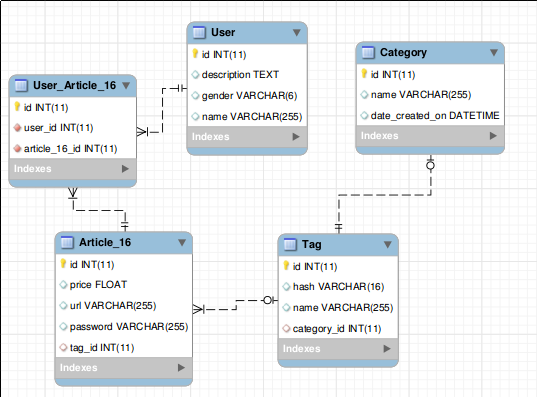 User
id INT(11)
description TEXT
gender VARCHAR(6)
name VARCHAR(255)
Indexes
Category
id INT(11)
name VARCHAR(255)
date_created_on DATETIME
Indexes
User_Article_16
id INT(11)
user_id INT(11)
article_16_id INT(11)
Indexes
Article_16
id INT(11)
price FLOAT
url VARCHAR(255)
password VARCHAR(255)
tag_id INT(11)
Indexes
Tag
id INT(11)
hash VARCHAR(16)
name VARCHAR(255)
category_id INT(11)
Indexes